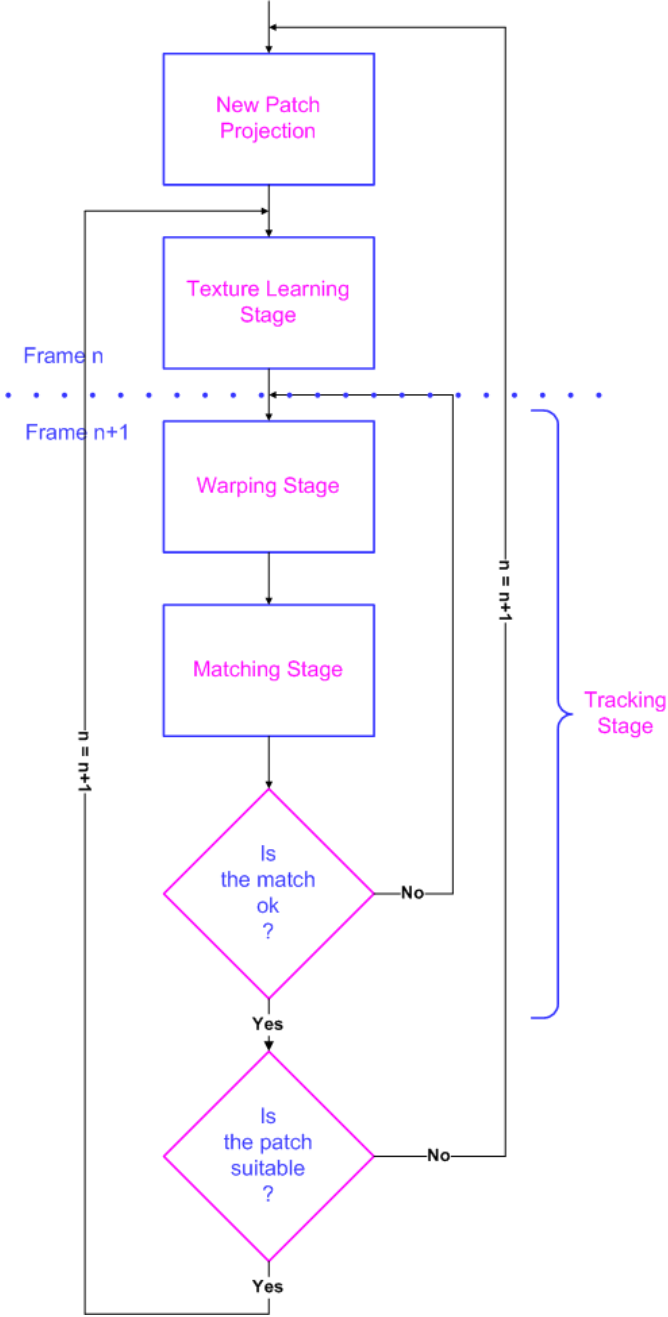 New Patch
Projection
Texture Learning
Stage
Frame n
Frame n+1
Warping Stage
n = n+1
Matching Stage
Tracking
Stage
n = n+1
Is
the match
ok
?
No
Yes
Is
the patch
suitable
?
No
Yes